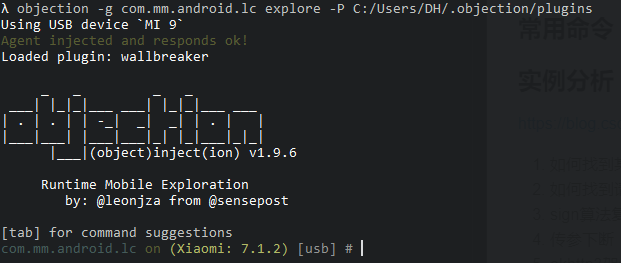 λ objection -g com.mm.android.lc explore -P C:/Users/DH/.objection/plugins
Using USB device `MI 9`
Agent injected and responds ok!
Loaded plugin: wallbreaker
(object)inject(ion) v1.9.6
Runtime Mobile Exploration
by: @leonjza from @sensepost
[tab] for command suggestions
com.mm.android.lc on (Xiaomi: 7.1.2) [usb] #
常用命令
实例分析